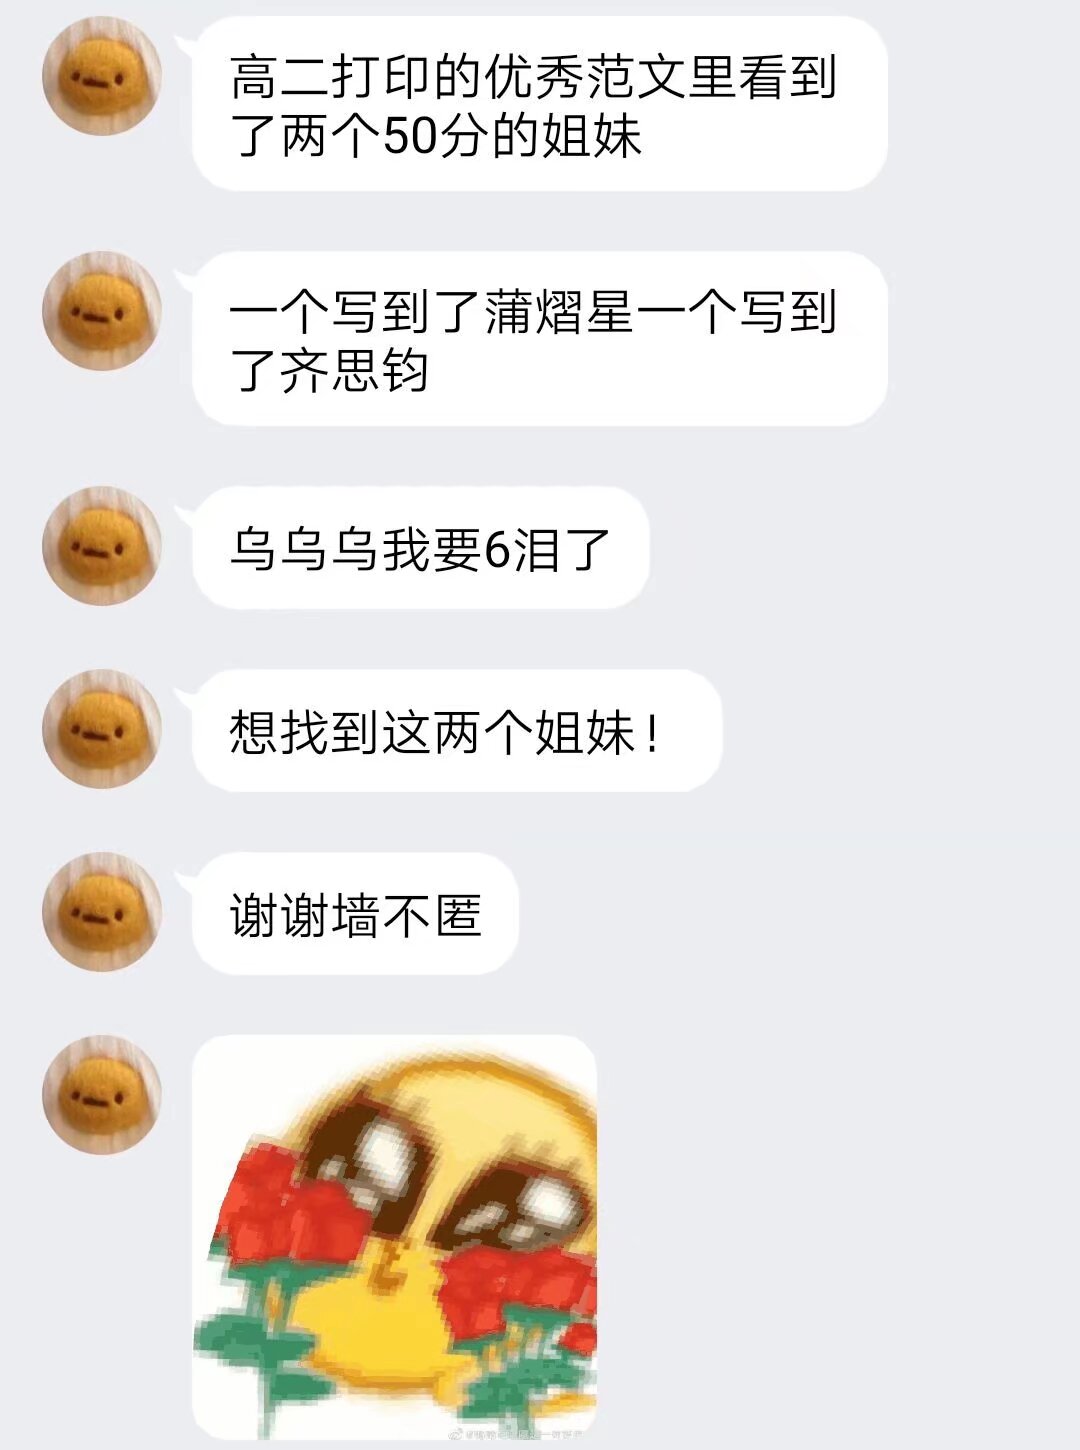 高二打印的优秀范文里看到
了两个50分的姐妹
一个写到了蒲熠星一个写到
了齐思钧
乌乌乌我要6泪了
想找到这两个姐妹！
谢谢墙不匿